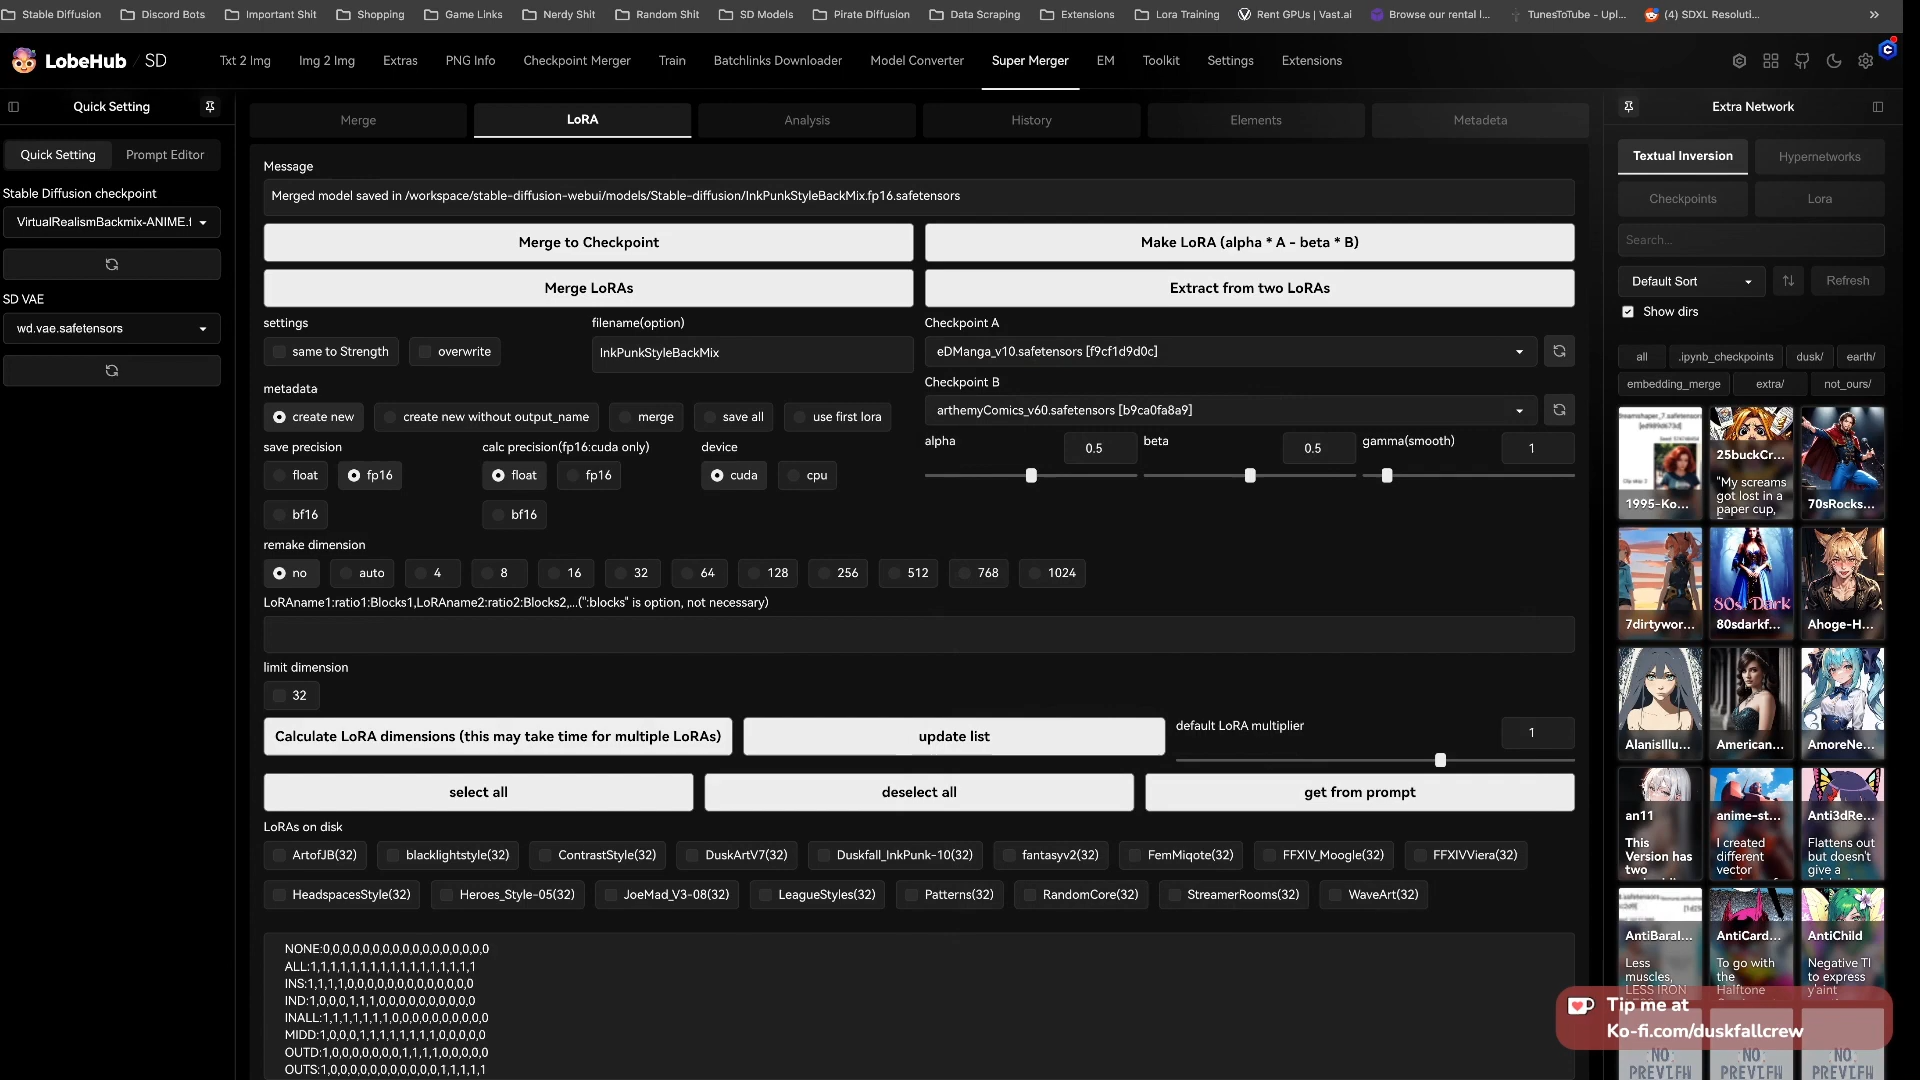 Stable Diffusion
Discord Bots
Important Shit
Shopping
Game Links
Nerdy Shit
Random Shit
SD Models
Pirate Diffusion
Data Scraping
Extensions
Lora Training
Rent GPUs | Vast.ai
Browse our rental l...
TunesToTube - Upl...
(4) SDXL Resoluti...
LobeHub / SD
Txt 2 Img
Img 2 Img
Extras
PNG Info
Checkpoint Merger
Train
Batchlinks Downloader
Model Converter
Super Merger
EM
Toolkit
Settings
Extensions
Quick Setting
Quick Setting
Prompt Editor
Stable Diffusion checkpoint
VirtualRealismBackmix-ANIME.f
SD VAE
wd.vae.safetensors
Merge
LoRA
Analysis
History
Elements
Metadeta
Message
Merged model saved in /workspace/stable-diffusion-webui/models/Stable-diffusion/InkPunkStyleBackMix.fp16.safetensors
Merge to Checkpoint
Make LoRA (alpha * A - beta * B)
Merge LoRAs
Extract from two LoRAs
settings
same to Strength
overwrite
filename(option)
InkPunkStyleBackMix
Checkpoint A
eDManga_v10.safetensors [f9cf1d9d0c]
Checkpoint B
arthemyComics_v60.safetensors [b9ca0fa8a9]
metadata
create new
create new without output_name
merge
save all
use first lora
alpha
0.5
beta
0.5
gamma(smooth)
1
save precision
float
fp16
bf16
calc precision(fp16:cuda only)
float
fp16
bf16
device
cuda
cpu
remake dimension
no
auto
4
8
16
32
64
128
256
512
768
1024
LoRAname1:ratio1:Blocks1,LoRAname2:ratio2:Blocks2,...(":blocks" is option, not necessary)
limit dimension
32
Calculate LoRA dimensions (this may take time for multiple LoRAs)
update list
default LoRA multiplier
1
select all
deselect all
get from prompt
LoRAs on disk
ArtofJB(32)
blacklightstyle(32)
ContrastStyle(32)
DuskArtV7(32)
Duskfall_InkPunk-10(32)
fantasyv2(32)
FemMiqote(32)
FFXIV_Moogle(32)
FFXIVViera(32)
HeadspacesStyle(32)
Heroes_Style-05(32)
JoeMad_V3-08(32)
LeagueStyles(32)
Patterns(32)
RandomCore(32)
StreamerRooms(32)
WaveArt(32)
NONE:0,0,0,0,0,0,0,0,0,0,0,0,0,0,0,0,0
ALL:1,1,1,1,1,1,1,1,1,1,1,1,1,1,1,1,1
INS:1,1,1,1,0,0,0,0,0,0,0,0,0,0,0,0,0
IND:1,0,0,0,1,1,1,0,0,0,0,0,0,0,0,0,0
INALL:1,1,1,1,1,1,1,0,0,0,0,0,0,0,0,0,0
MIDD:1,0,0,0,1,1,1,1,1,1,1,1,0,0,0,0,0
OUTD:1,0,0,0,0,0,0,0,1,1,1,1,0,0,0,0,0
OUTS:1,0,0,0,0,0,0,0,0,0,0,0,1,1,1,1,1
Extra Network
Textual Inversion
Hypernetworks
Checkpoints
Lora
Search...
Default Sort
Refresh
Show dirs
all
.ipynb_checkpoints
dusk/
earth/
embedding_merge
extra/
not_ours/
1995-Ko...
25buckCr...
"My screams
got lost in a
paper cup,
70sRocks...
7dirtywor...
80s Dark
80sdarkf...
Ahoge-H...
AlanisIllu...
American...
AmoreNe...
an11
This
Version has
two
anime-st...
I created
different
vector
Anti3dRe...
Flattens out
but doesn't
give a
AntiBaraI...
Less
muscles,
LESS IRON
AntiCard...
To go with
the
Halftone
AntiChild
Negative TI
to express
y'aint
Tip me at
Ko-fi.com/duskfallcrew
NO PREVIEW
NO PREVIEW
NO PREVIEW